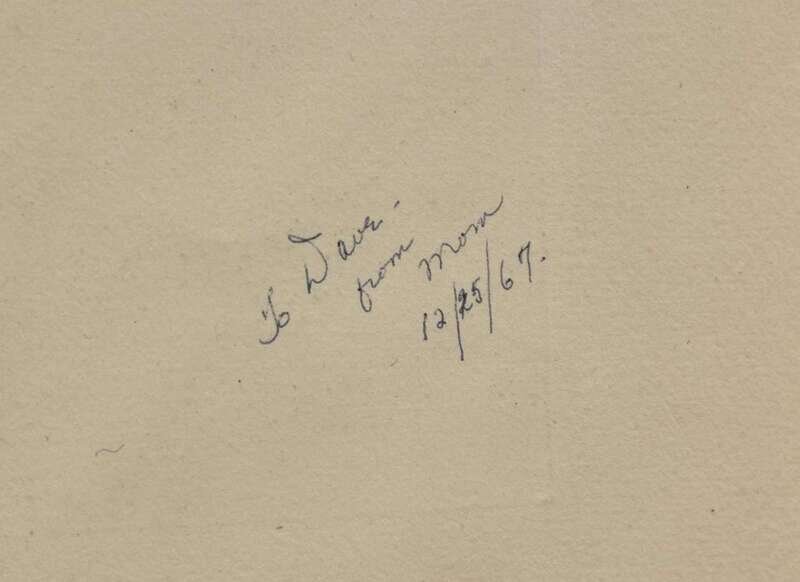 To Dave -
from Mom
12/25/67.